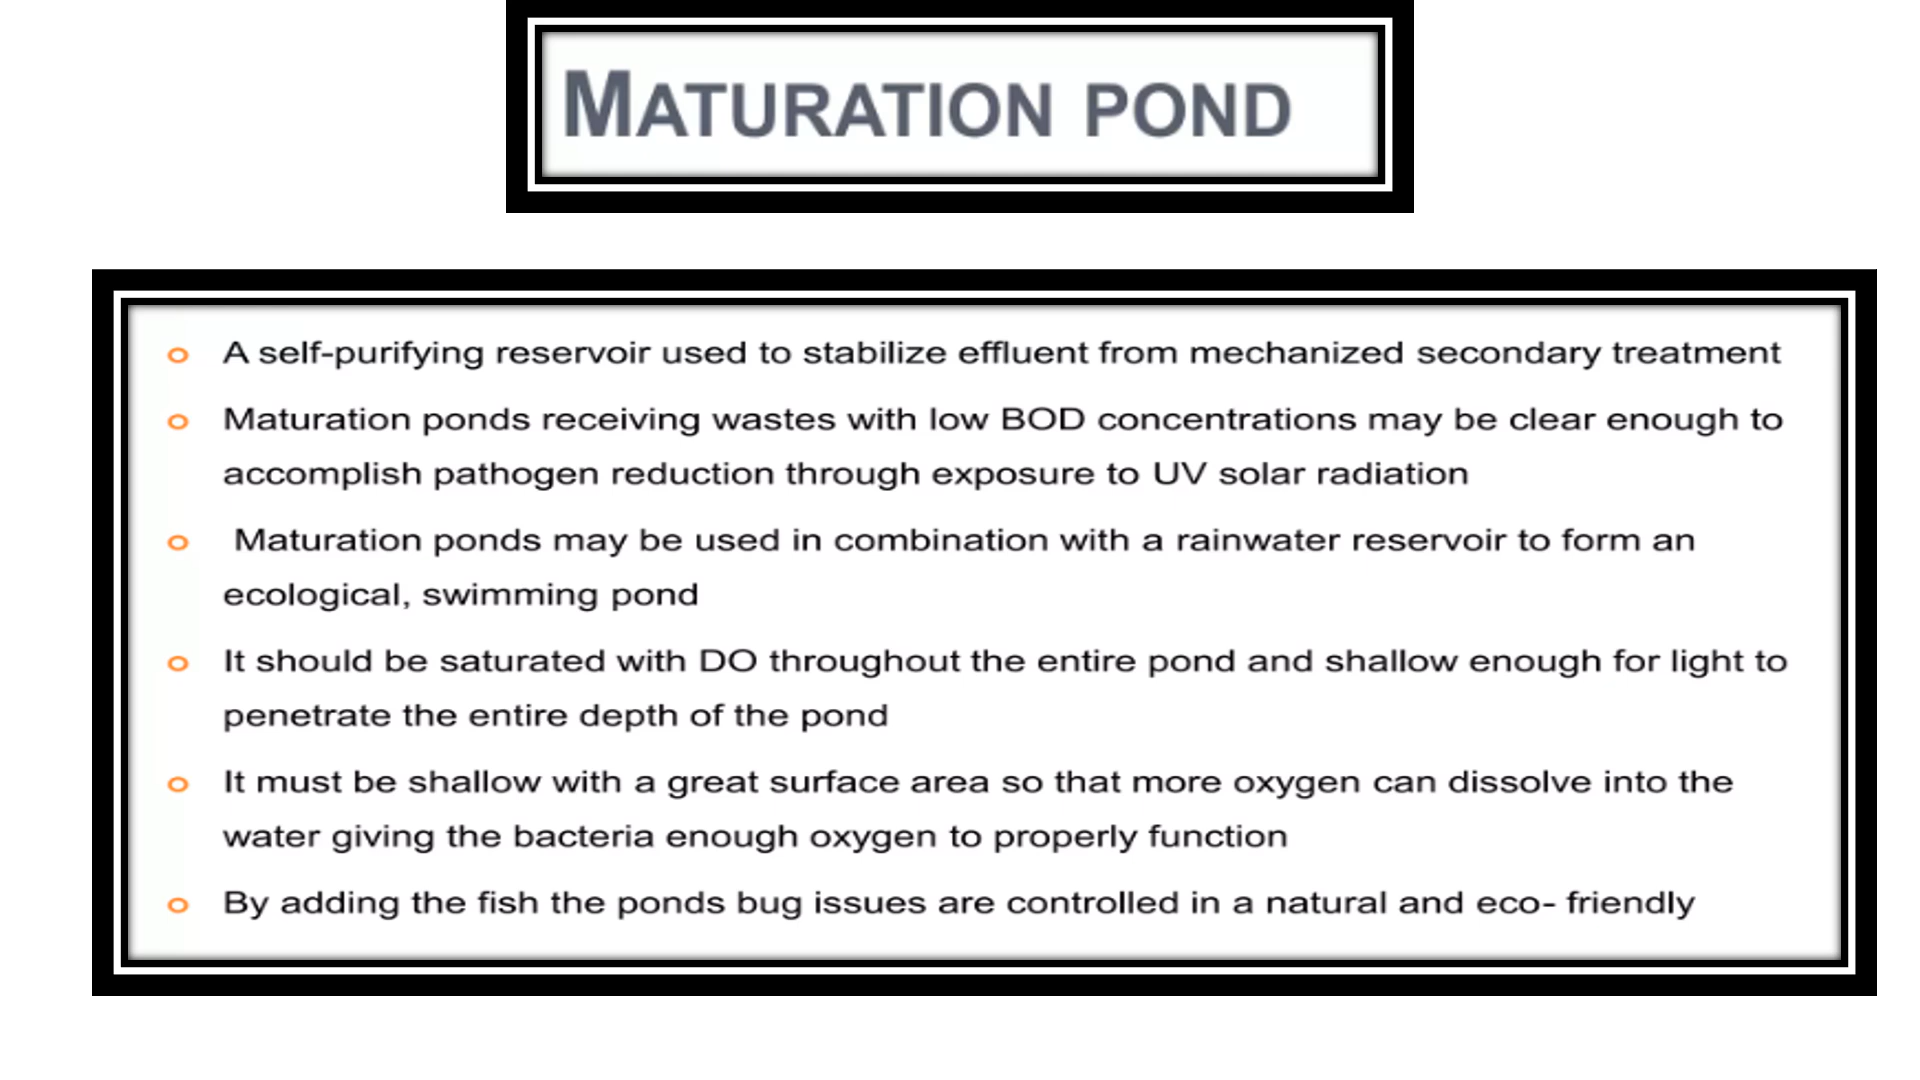 MATURATION POND
o A self-purifying reservoir used to stabilize effluent from mechanized secondary treatment
o Maturation ponds receiving wastes with low BOD concentrations may be clear enough to
accomplish pathogen reduction through exposure to UV solar radiation
o Maturation ponds may be used in combination with a rainwater reservoir to form an
ecological, swimming pond
o It should be saturated with DO throughout the entire pond and shallow enough for light to
penetrate the entire depth of the pond
o It must be shallow with a great surface area so that more oxygen can dissolve into the
water giving the bacteria enough oxygen to properly function
o By adding the fish the ponds bug issues are controlled in a natural and eco- friendly